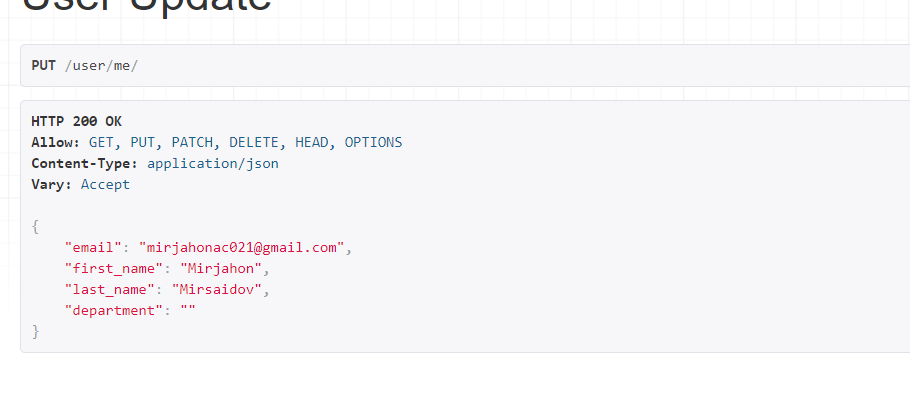 User Update
PUT /user/me/
HTTP 200 OK
Allow: GET, PUT, PATCH, DELETE, HEAD, OPTIONS
Content-Type: application/json
Vary: Accept
{
    "email": "mirjahonac021@gmail.com",
    "first_name": "Mirjahon",
    "last_name": "Mirsaidov",
    "department": ""
}